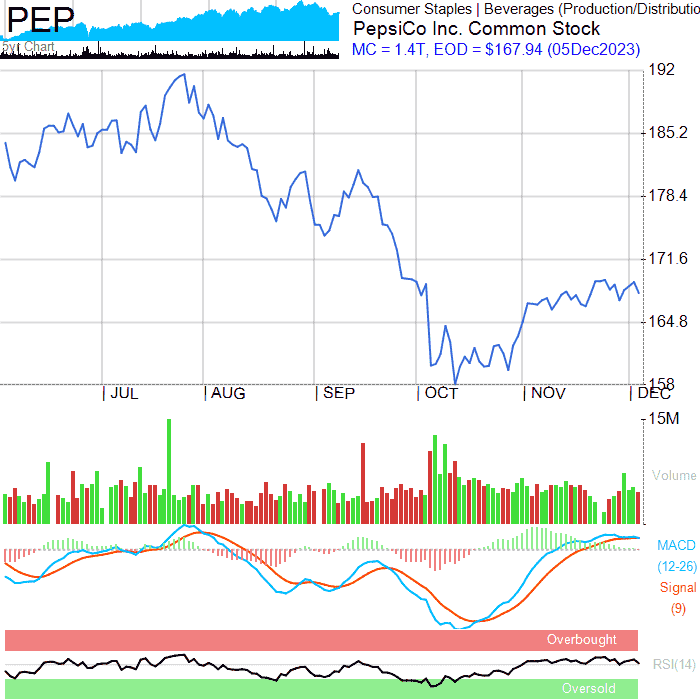 PEP
5yr Chart
Consumer Staples | Beverages (Production/Distributio
PepsiCo Inc. Common Stock
MC = 1.4T, EOD = $167.94 (05Dec2023)
192
185.2
178.4
171.6
164.8
158
| JUL | AUG | SEP | OCT | NOV | DEC
15M
Volume
MACD
(12-26)
Signal
(9)
Overbought
RSI(14)
Oversold